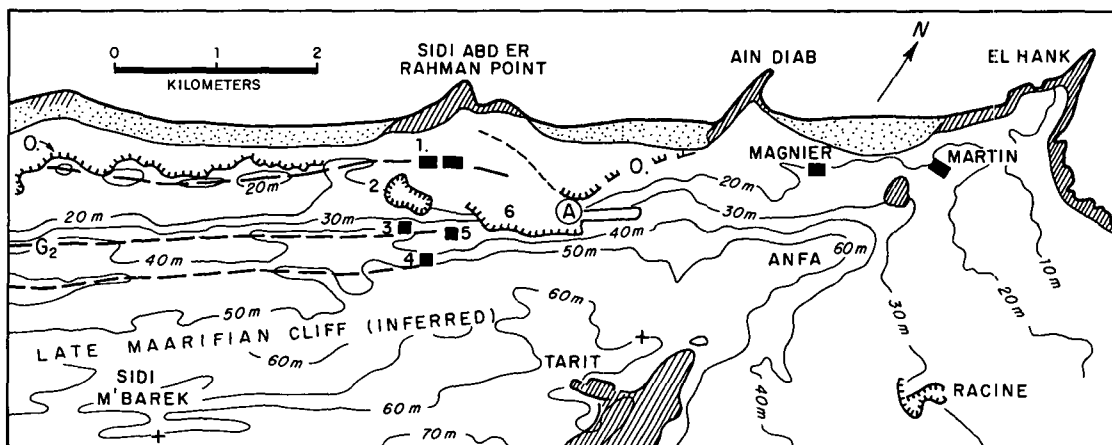 0 1 2
KILOMETERS
SIDI ABD ER
RAHMAN POINT
AIN DIAB
N
EL HANK
O.
1.
O.
MAGNIER
MARTIN
20m
2
20m
A
6
20m
30m
30m
40m
3
5
G2
40m
4
50m
60m
ANFA
10m
20m
50m
60m
30m
LATE MAARIFIAN CLIFF (INFERRED)
60m
SIDI
M'BAREK
TARIT
60m
40m
RACINE
70m